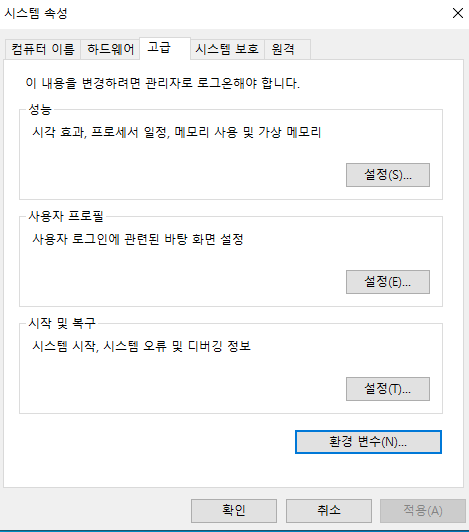 시스템 속성
컴퓨터 이름 하드웨어 고급 시스템 보호 원격
이 내용을 변경하려면 관리자로 로그온해야 합니다.
성능
시각 효과, 프로세서 일정, 메모리 사용 및 가상 메모리
설정(S)...
사용자 프로필
사용자 로그인에 관련된 바탕 화면 설정
설정(E)...
시작 및 복구
시스템 시작, 시스템 오류 및 디버깅 정보
설정(T)...
환경 변수(N)...
확인 취소 적용(A)